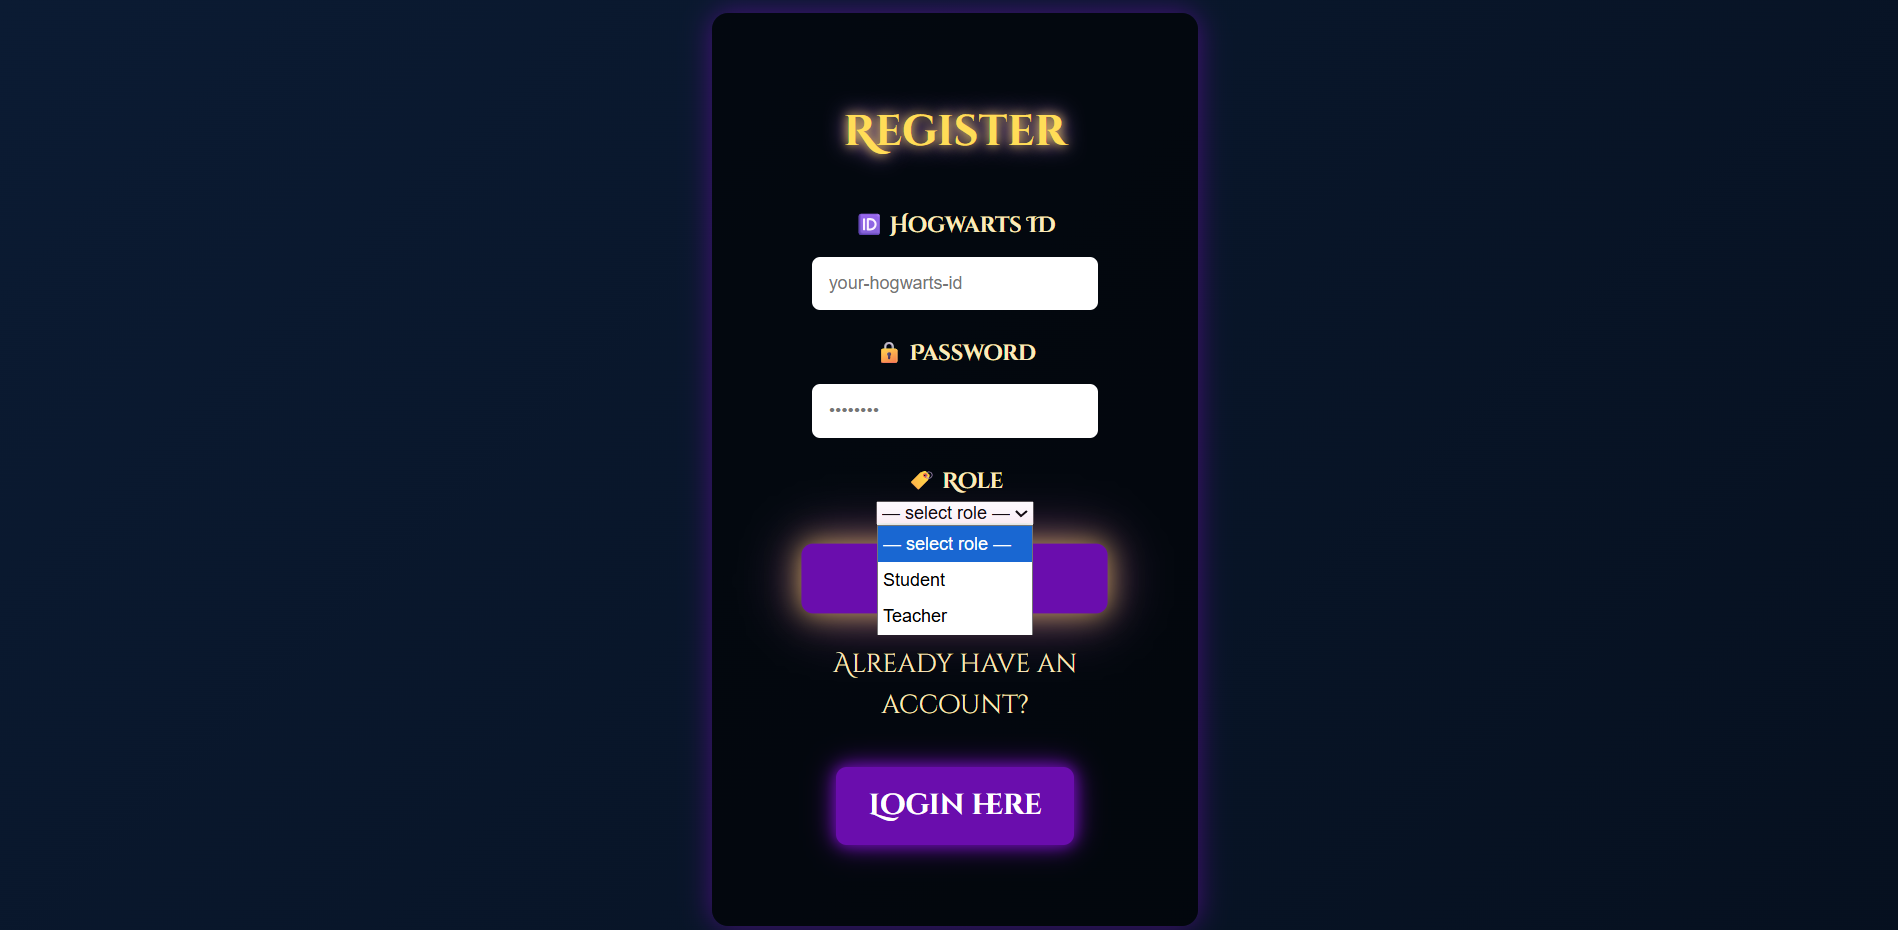 Register
🆔 Hogwarts ID
your-hogwarts-id
🔒 Password
••••••••
🏷️ Role
— select role —
— select role —
Student
Teacher
Already have an
account?
Login here